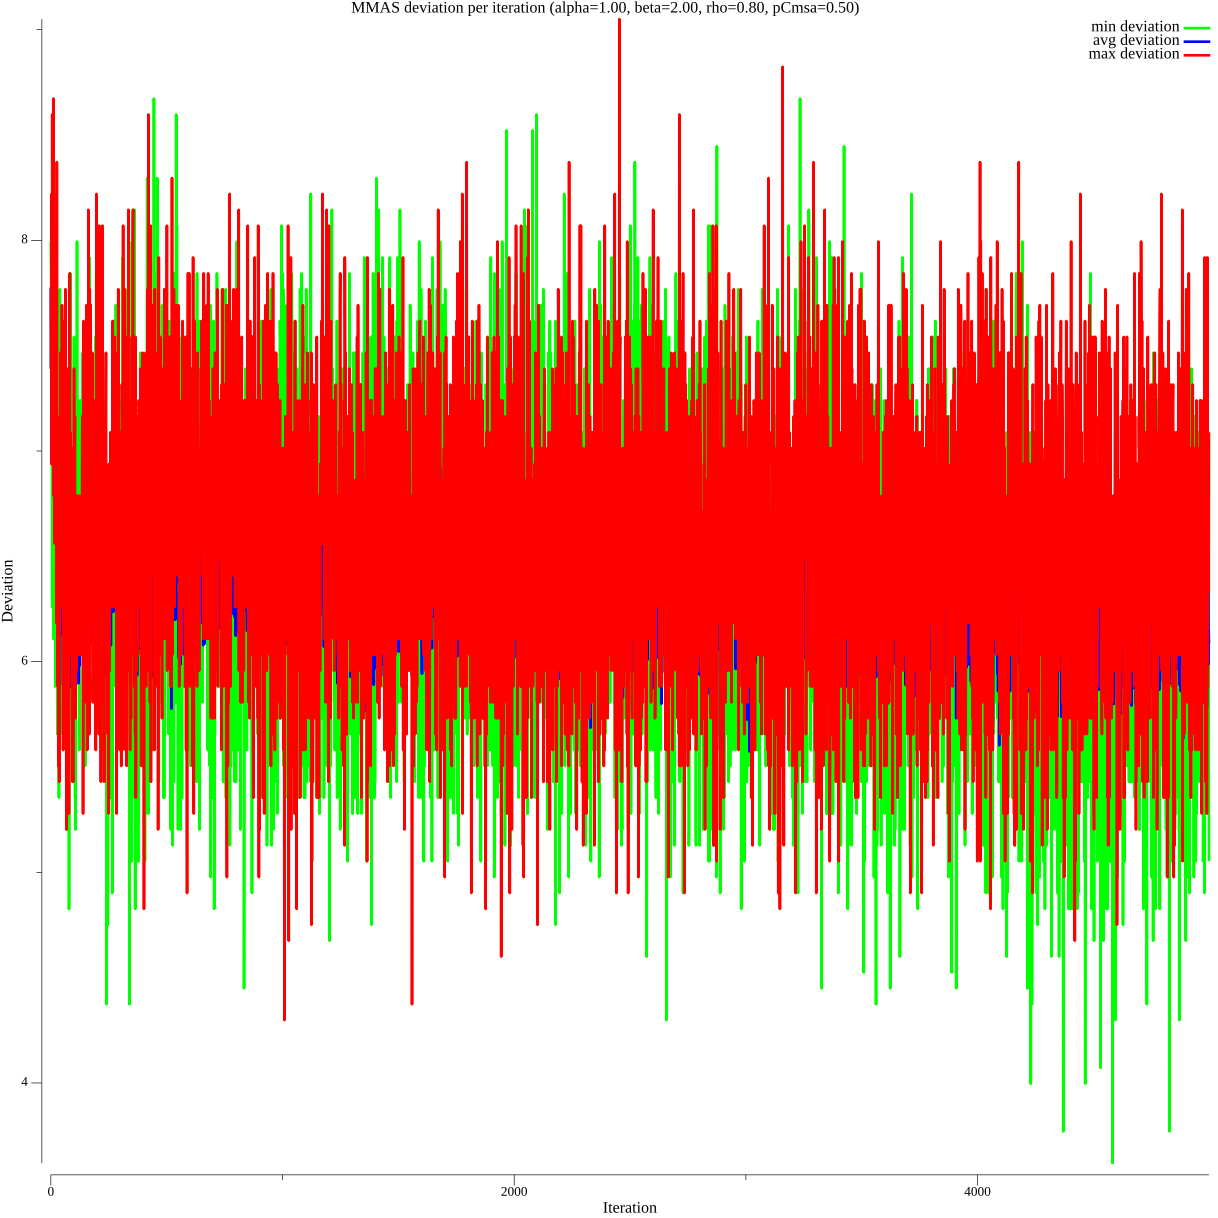 MMAS deviation per iteration (alpha=1.00, beta=2.00, rho=0.80, pCmsa=0.50)
min deviation
avg deviation
max deviation
8
6
4
Deviation
0
2000
4000
Iteration